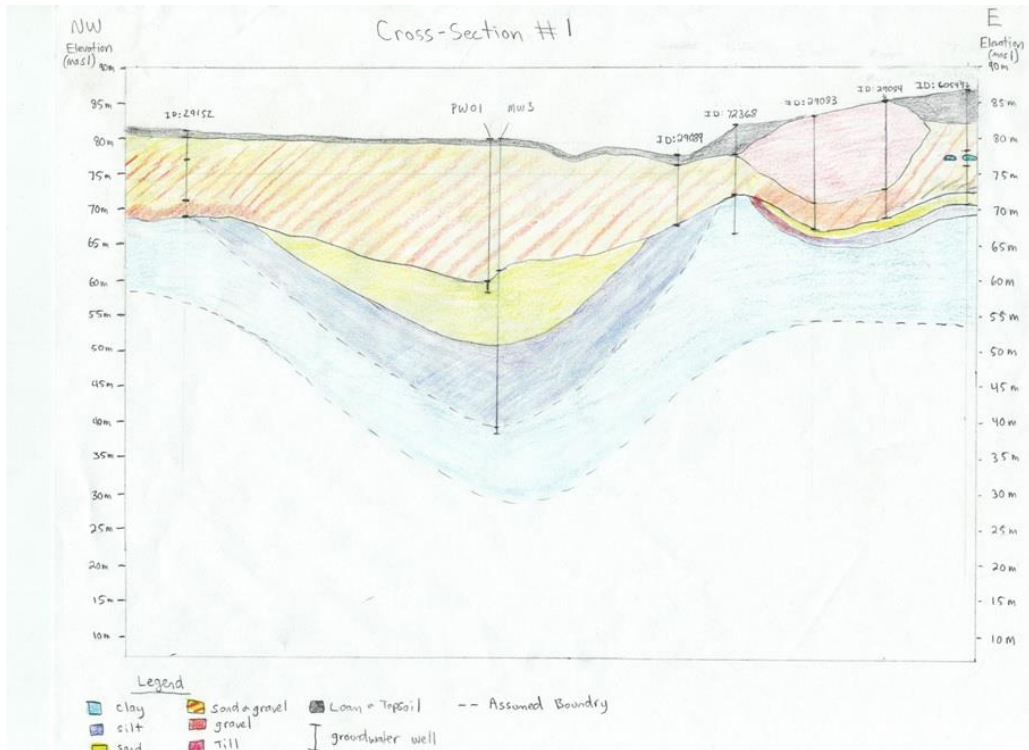 NW
Cross-Section #1
E
Elevation
(masl)
Elevation
(masl)
90m
90m
85m
85m
80m
80m
75m
75m
70m
70m
65m
65m
60m
60m
55m
55m
50m
50m
45m
45m
40m
40m
35m
35m
30m
30m
25m
25m
20m
20m
15m
15m
10m
10m
ID:29152
PW01
MW3
ID:29089
ID:72368
ID:29083
ID:29084
Legend
clay
silt
sand
sand & gravel
gravel
Till
Loam & Topsoil
groundwater well
-- Assumed Boundry